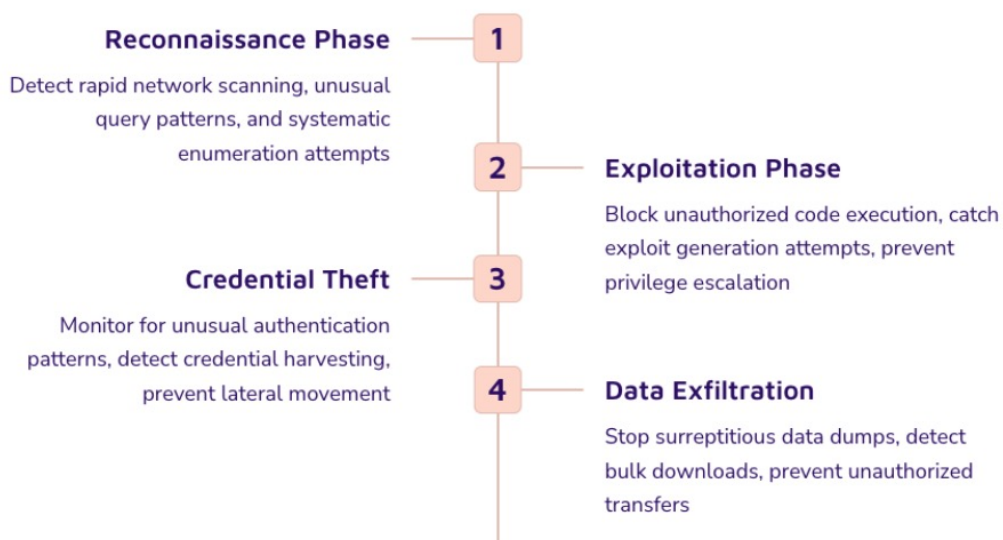 1
Reconnaissance Phase
Detect rapid network scanning, unusual
query patterns, and systematic
enumeration attempts
2
Exploitation Phase
Block unauthorized code execution, catch
exploit generation attempts, prevent
privilege escalation
3
Credential Theft
Monitor for unusual authentication
patterns, detect credential harvesting,
prevent lateral movement
4
Data Exfiltration
Stop surreptitious data dumps, detect
bulk downloads, prevent unauthorized
transfers